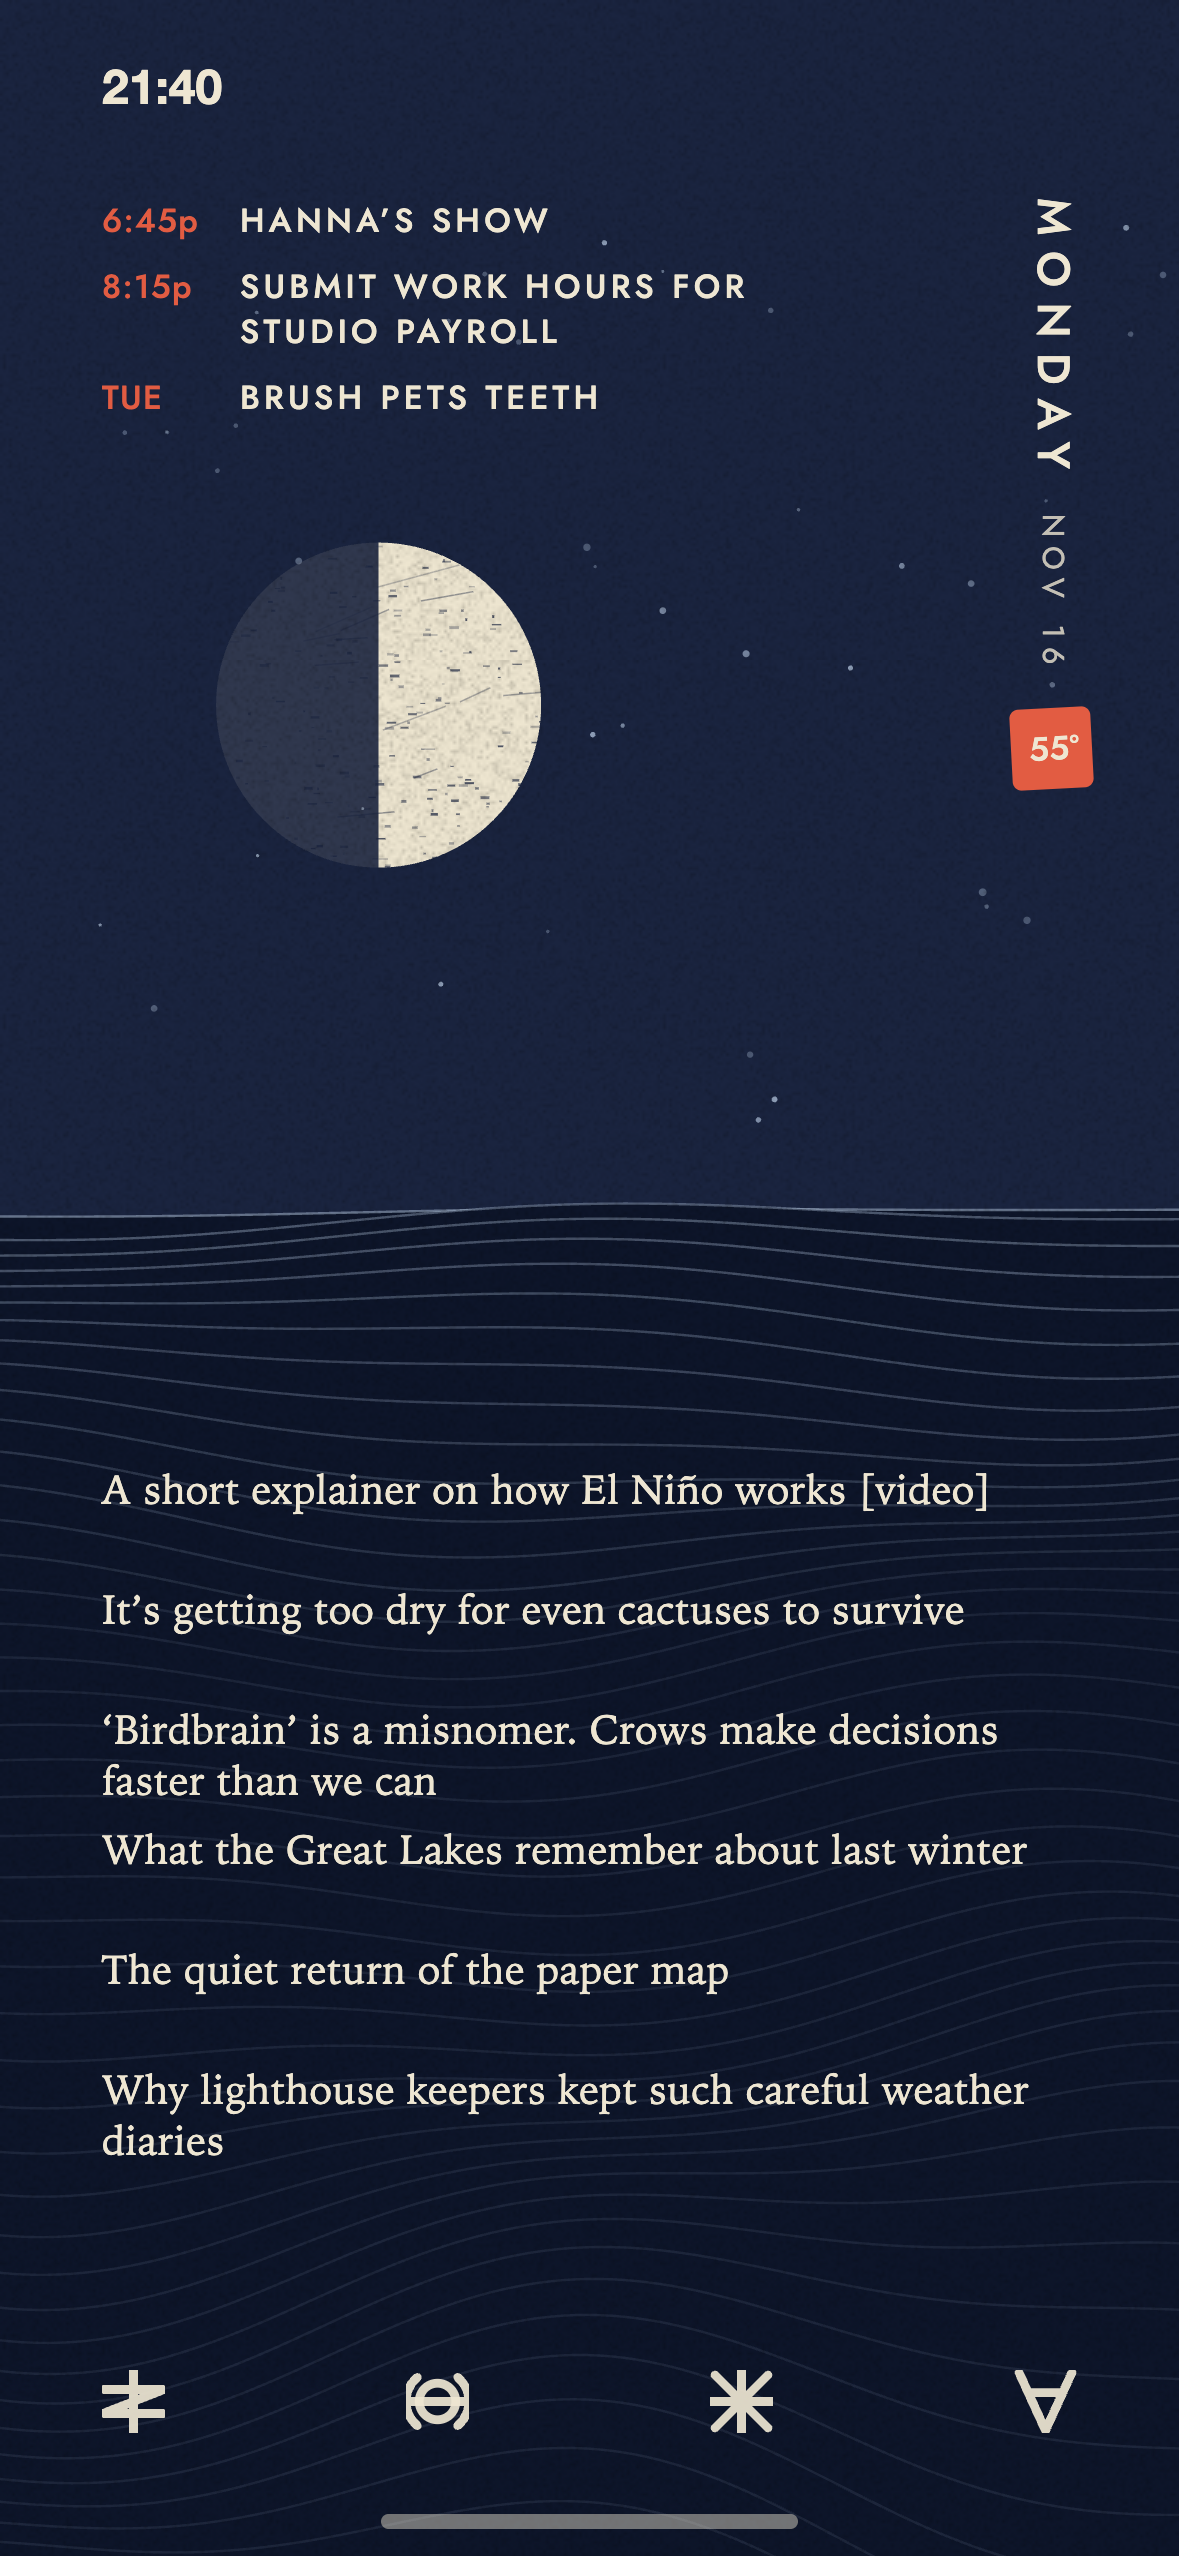 21:40
6:45p HANNA’S SHOW
8:15p SUBMIT WORK HOURS FOR
STUDIO PAYROLL
TUE BRUSH PETS TEETH
MONDAY NOV 16
55°
A short explainer on how El Niño works [video]
It’s getting too dry for even cactuses to survive
‘Birdbrain’ is a misnomer. Crows make decisions
faster than we can
What the Great Lakes remember about last winter
The quiet return of the paper map
Why lighthouse keepers kept such careful weather
diaries